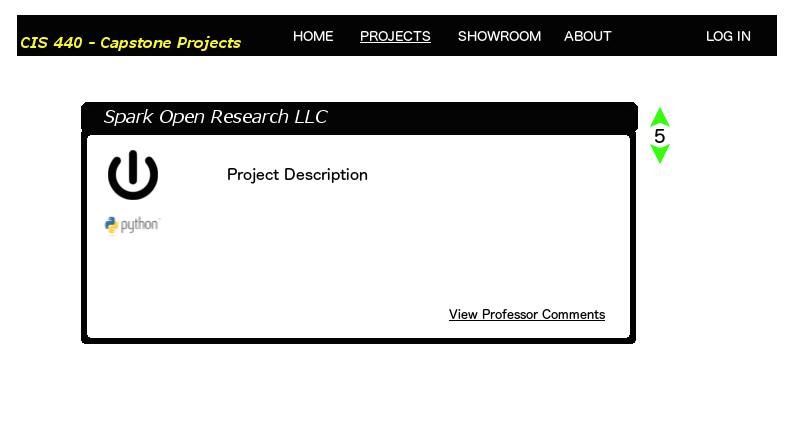 CIS 440 - Capstone Projects HOME PROJECTS SHOWROOM ABOUT LOG IN
Spark Open Research LLC
5
Project Description
python
View Professor Comments